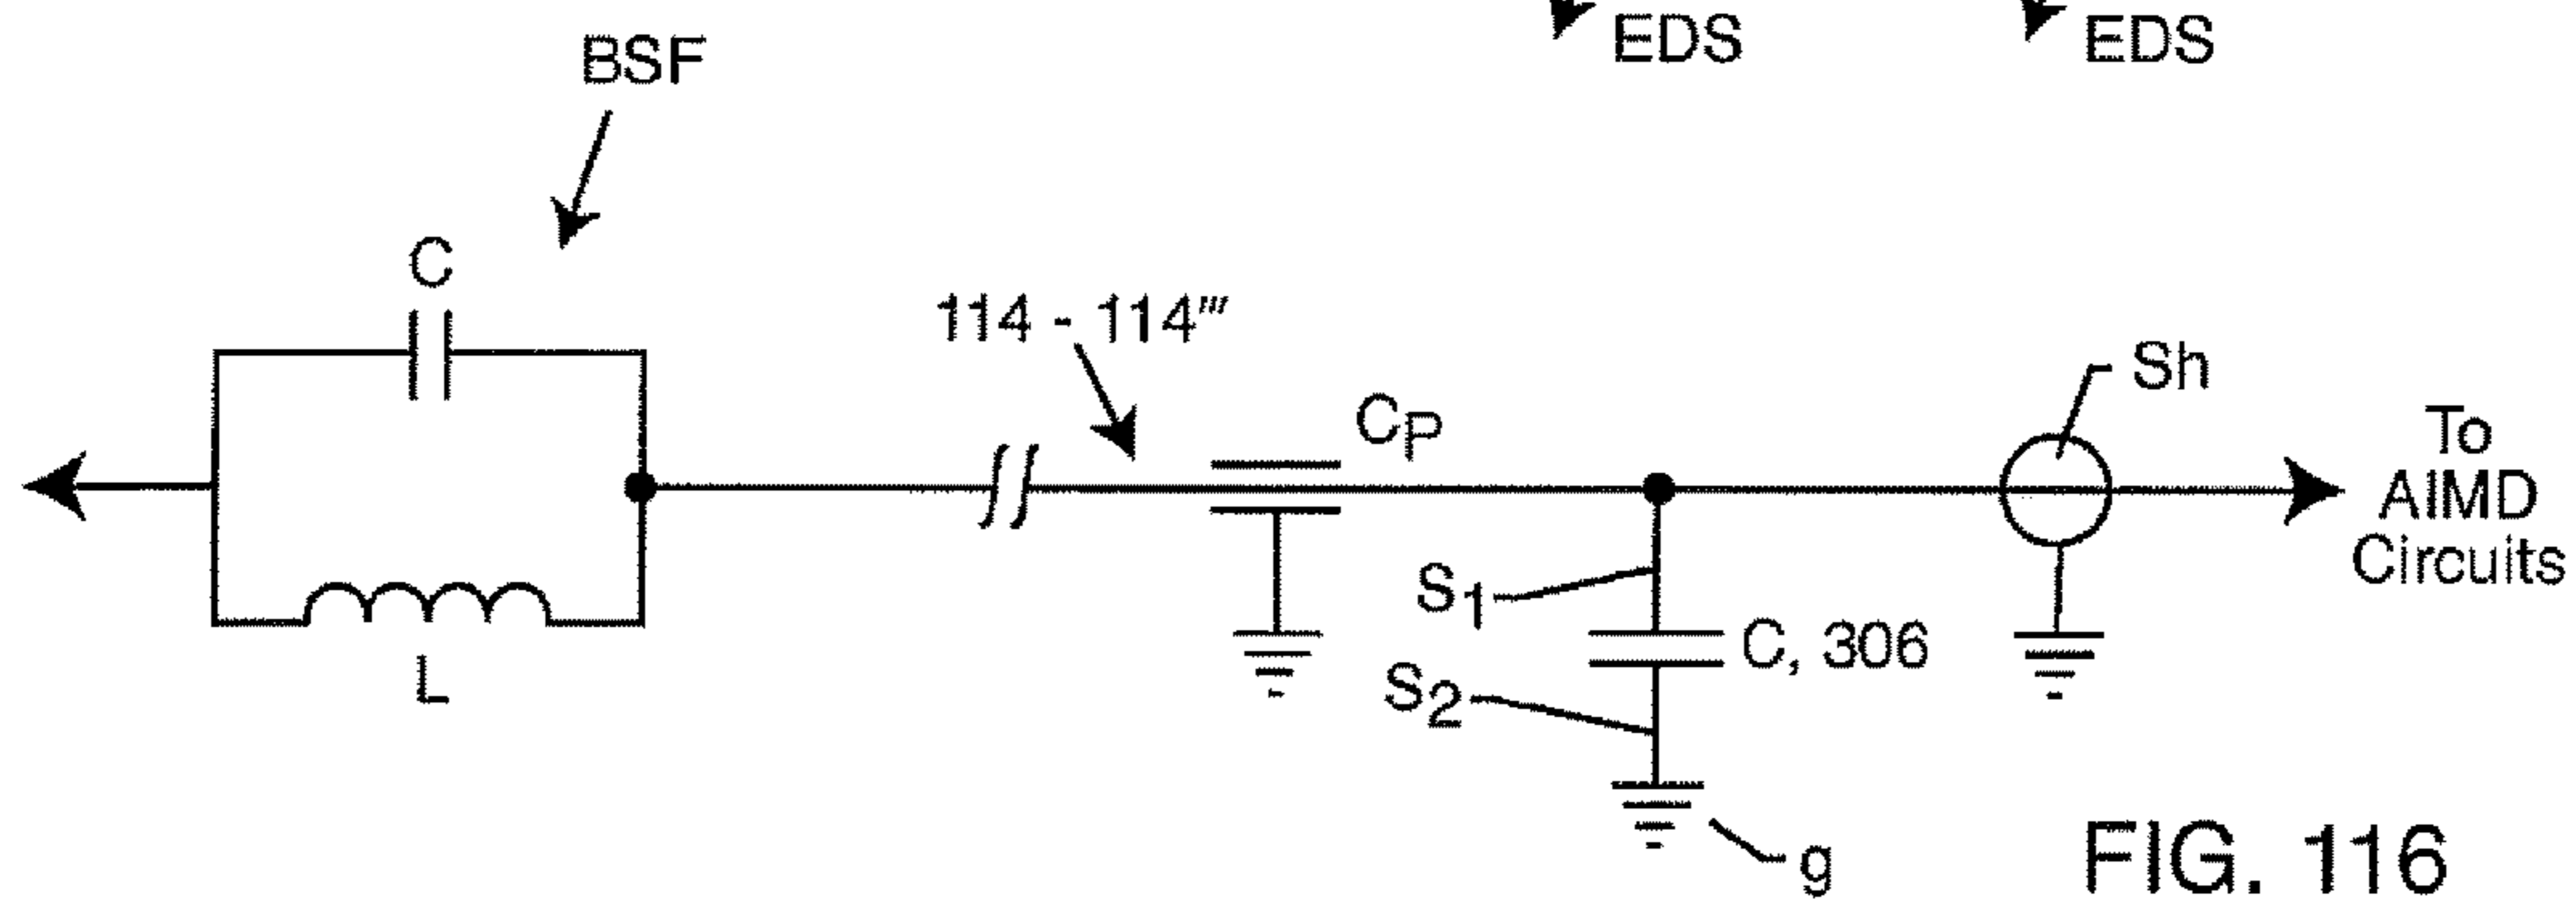 EDS
EDS
BSF
C
L
114 - 114‴
Cₚ
S₁
S₂
C, 306
g
Sh
To
AIMD
Circuits
FIG. 116